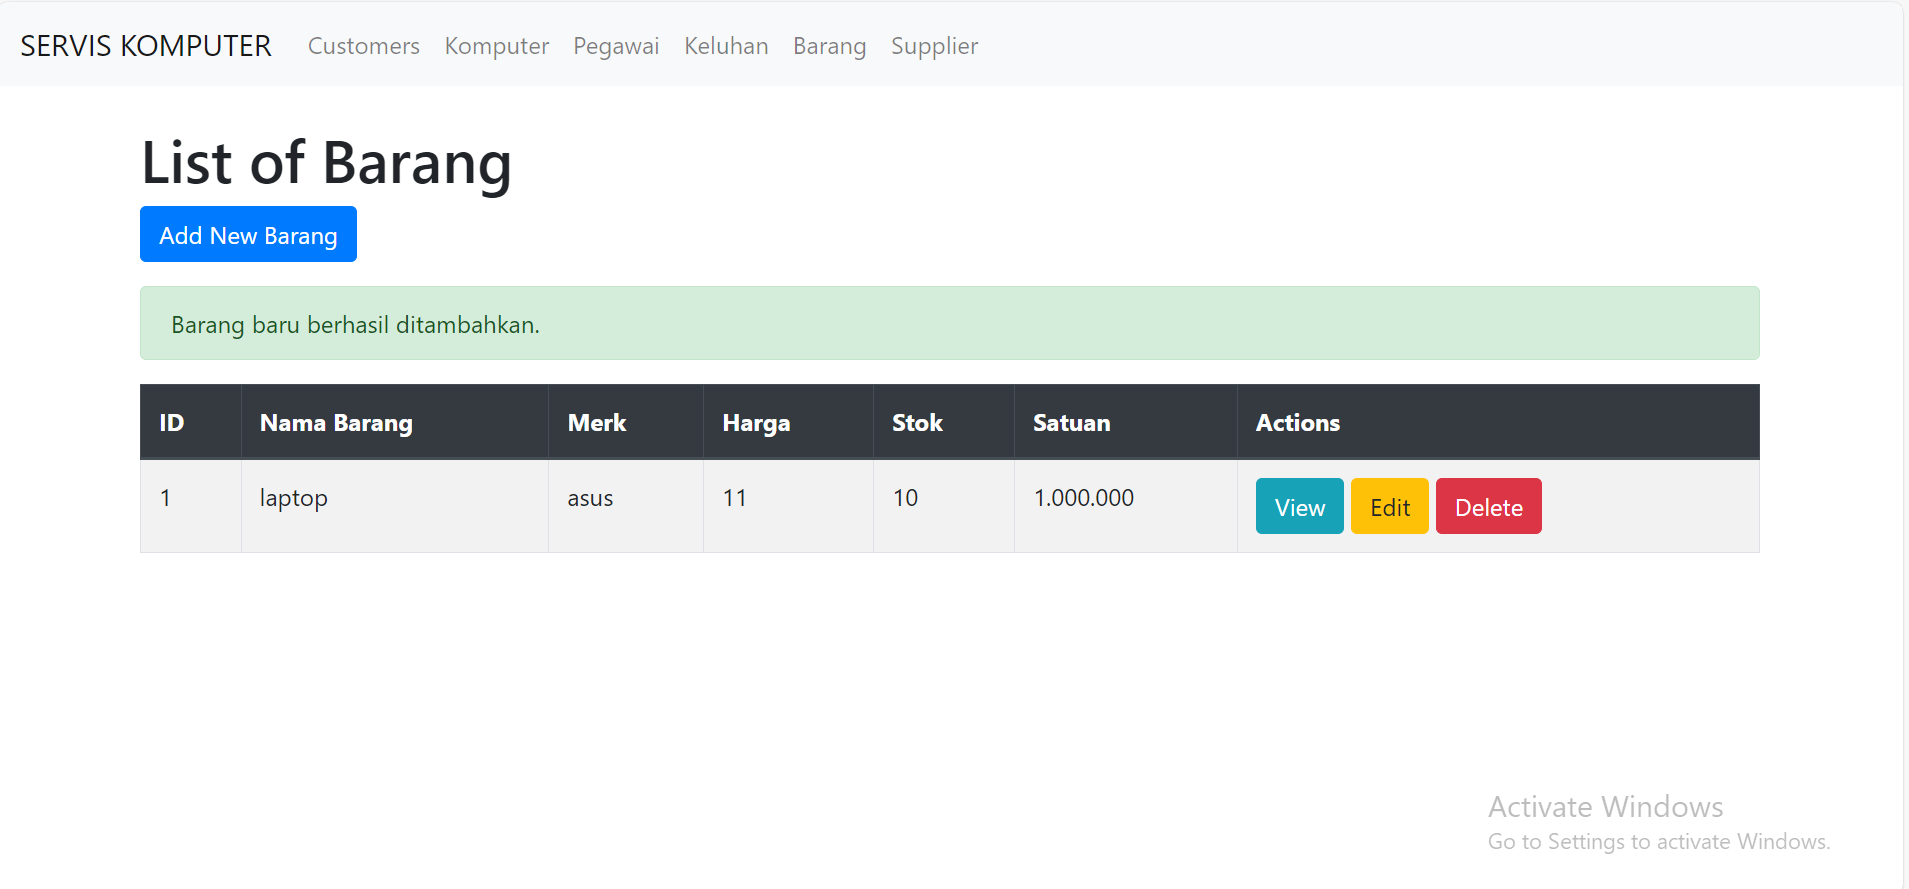 SERVIS KOMPUTER Customers Komputer Pegawai Keluhan Barang Supplier
List of Barang
Add New Barang
Barang baru berhasil ditambahkan.
ID Nama Barang Merk Harga Stok Satuan Actions
1 laptop asus 11 10 1.000.000 View Edit Delete
Activate Windows
Go to Settings to activate Windows.